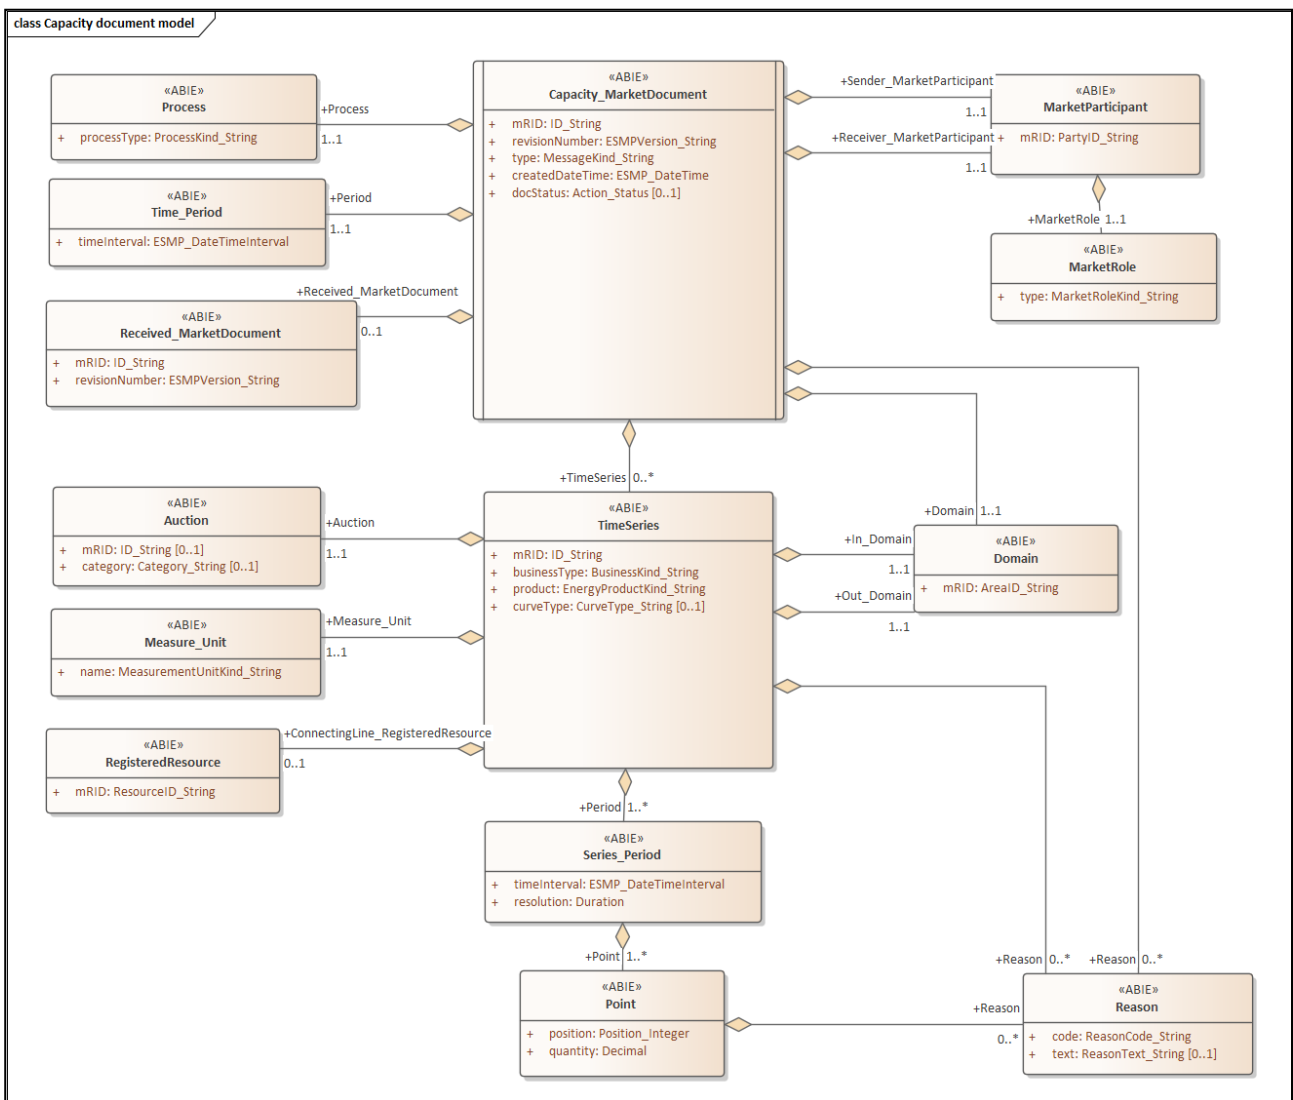 class Capacity document model
«ABIE»
Process
+ processType: ProcessKind_String
+Process
1..1
«ABIE»
Time_Period
+ timeInterval: ESMP_DateTimeInterval
+Period
1..1
+Received_MarketDocument
0..1
«ABIE»
Received_MarketDocument
+ mRID: ID_String
+ revisionNumber: ESMPVersion_String
«ABIE»
Capacity_MarketDocument
+ mRID: ID_String
+ revisionNumber: ESMPVersion_String
+ type: MessageKind_String
+ createdDateTime: ESMP_DateTime
+ docStatus: Action_Status [0..1]
+Sender_MarketParticipant
1..1
+Receiver_MarketParticipant
1..1
«ABIE»
MarketParticipant
+ mRID: PartyID_String
+MarketRole 1..1
«ABIE»
MarketRole
+ type: MarketRoleKind_String
+TimeSeries 0..*
«ABIE»
Auction
+ mRID: ID_String [0..1]
+ category: Category_String [0..1]
+Auction
1..1
«ABIE»
Measure_Unit
+ name: MeasurementUnitKind_String
+Measure_Unit
1..1
«ABIE»
RegisteredResource
+ mRID: ResourceID_String
+ConnectingLine_RegisteredResource
0..1
«ABIE»
TimeSeries
+ mRID: ID_String
+ businessType: BusinessKind_String
+ product: EnergyProductKind_String
+ curveType: CurveType_String [0..1]
+Domain 1..1
+In_Domain
1..1
+Out_Domain
1..1
«ABIE»
Domain
+ mRID: AreaID_String
+Period 1..*
«ABIE»
Series_Period
+ timeInterval: ESMP_DateTimeInterval
+ resolution: Duration
+Point 1..*
«ABIE»
Point
+ position: Position_Integer
+ quantity: Decimal
+Reason 0..*
+Reason 0..*
+Reason
0..*
«ABIE»
Reason
+ code: ReasonCode_String
+ text: ReasonText_String [0..1]